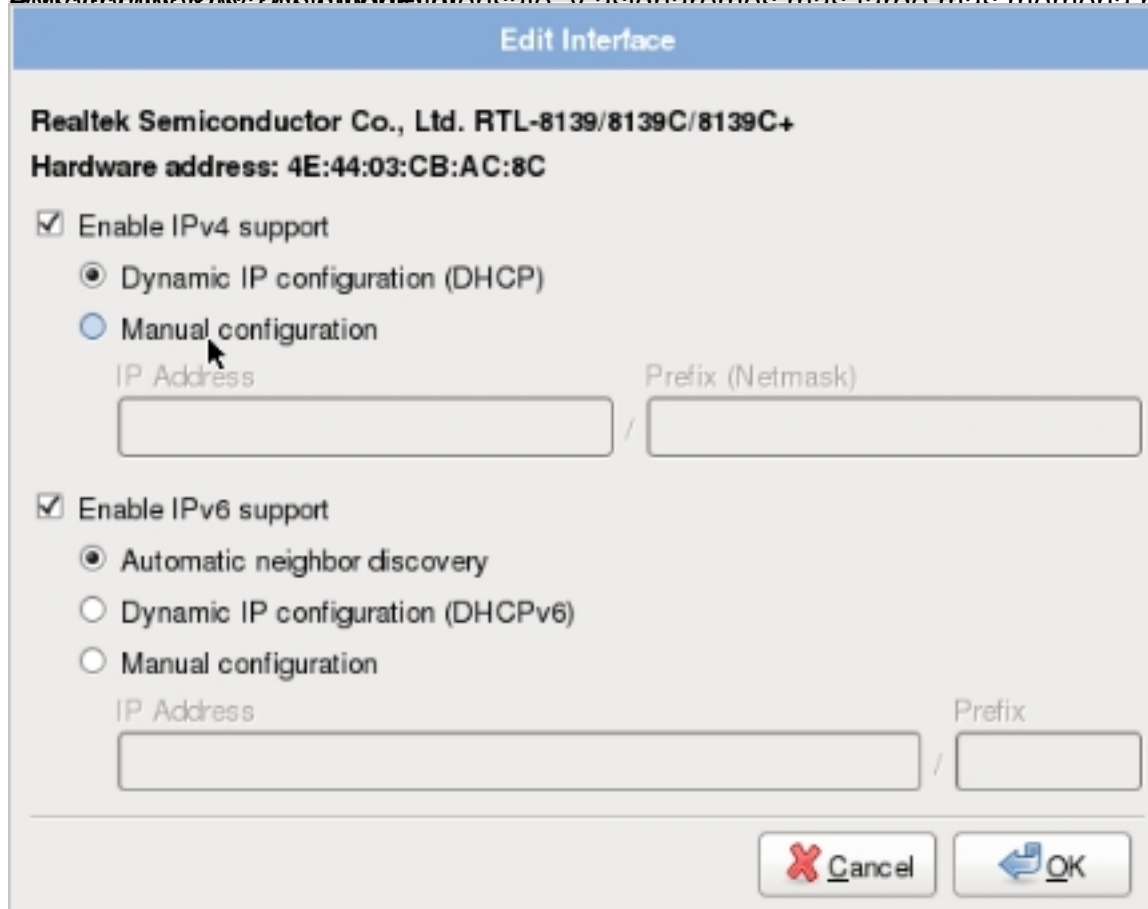 Edit Interface
Realtek Semiconductor Co., Ltd. RTL-8139/8139C/8139C+
Hardware address: 4E:44:03:CB:AC:8C
Enable IPv4 support
Dynamic IP configuration (DHCP)
Manual configuration
IP Address Prefix (Netmask)
/
Enable IPv6 support
Automatic neighbor discovery
Dynamic IP configuration (DHCPv6)
Manual configuration
IP Address Prefix
/
Cancel OK